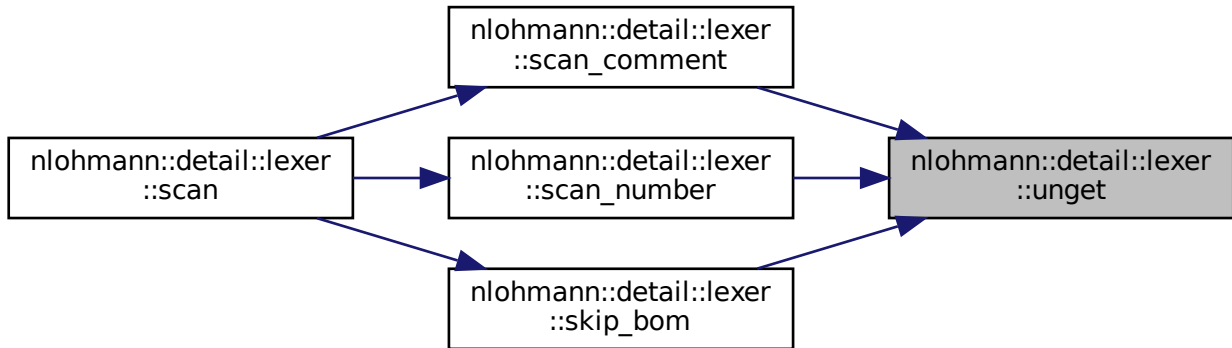 nlohmann::detail::lexer
::scan_comment
nlohmann::detail::lexer
::scan
nlohmann::detail::lexer
::scan_number
nlohmann::detail::lexer
::unget
nlohmann::detail::lexer
::skip_bom